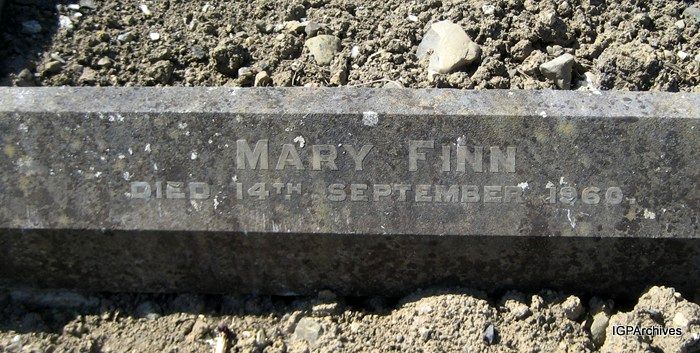 MARY FINN
DIED 14TH SEPTEMBER 1960.
IGPArchives